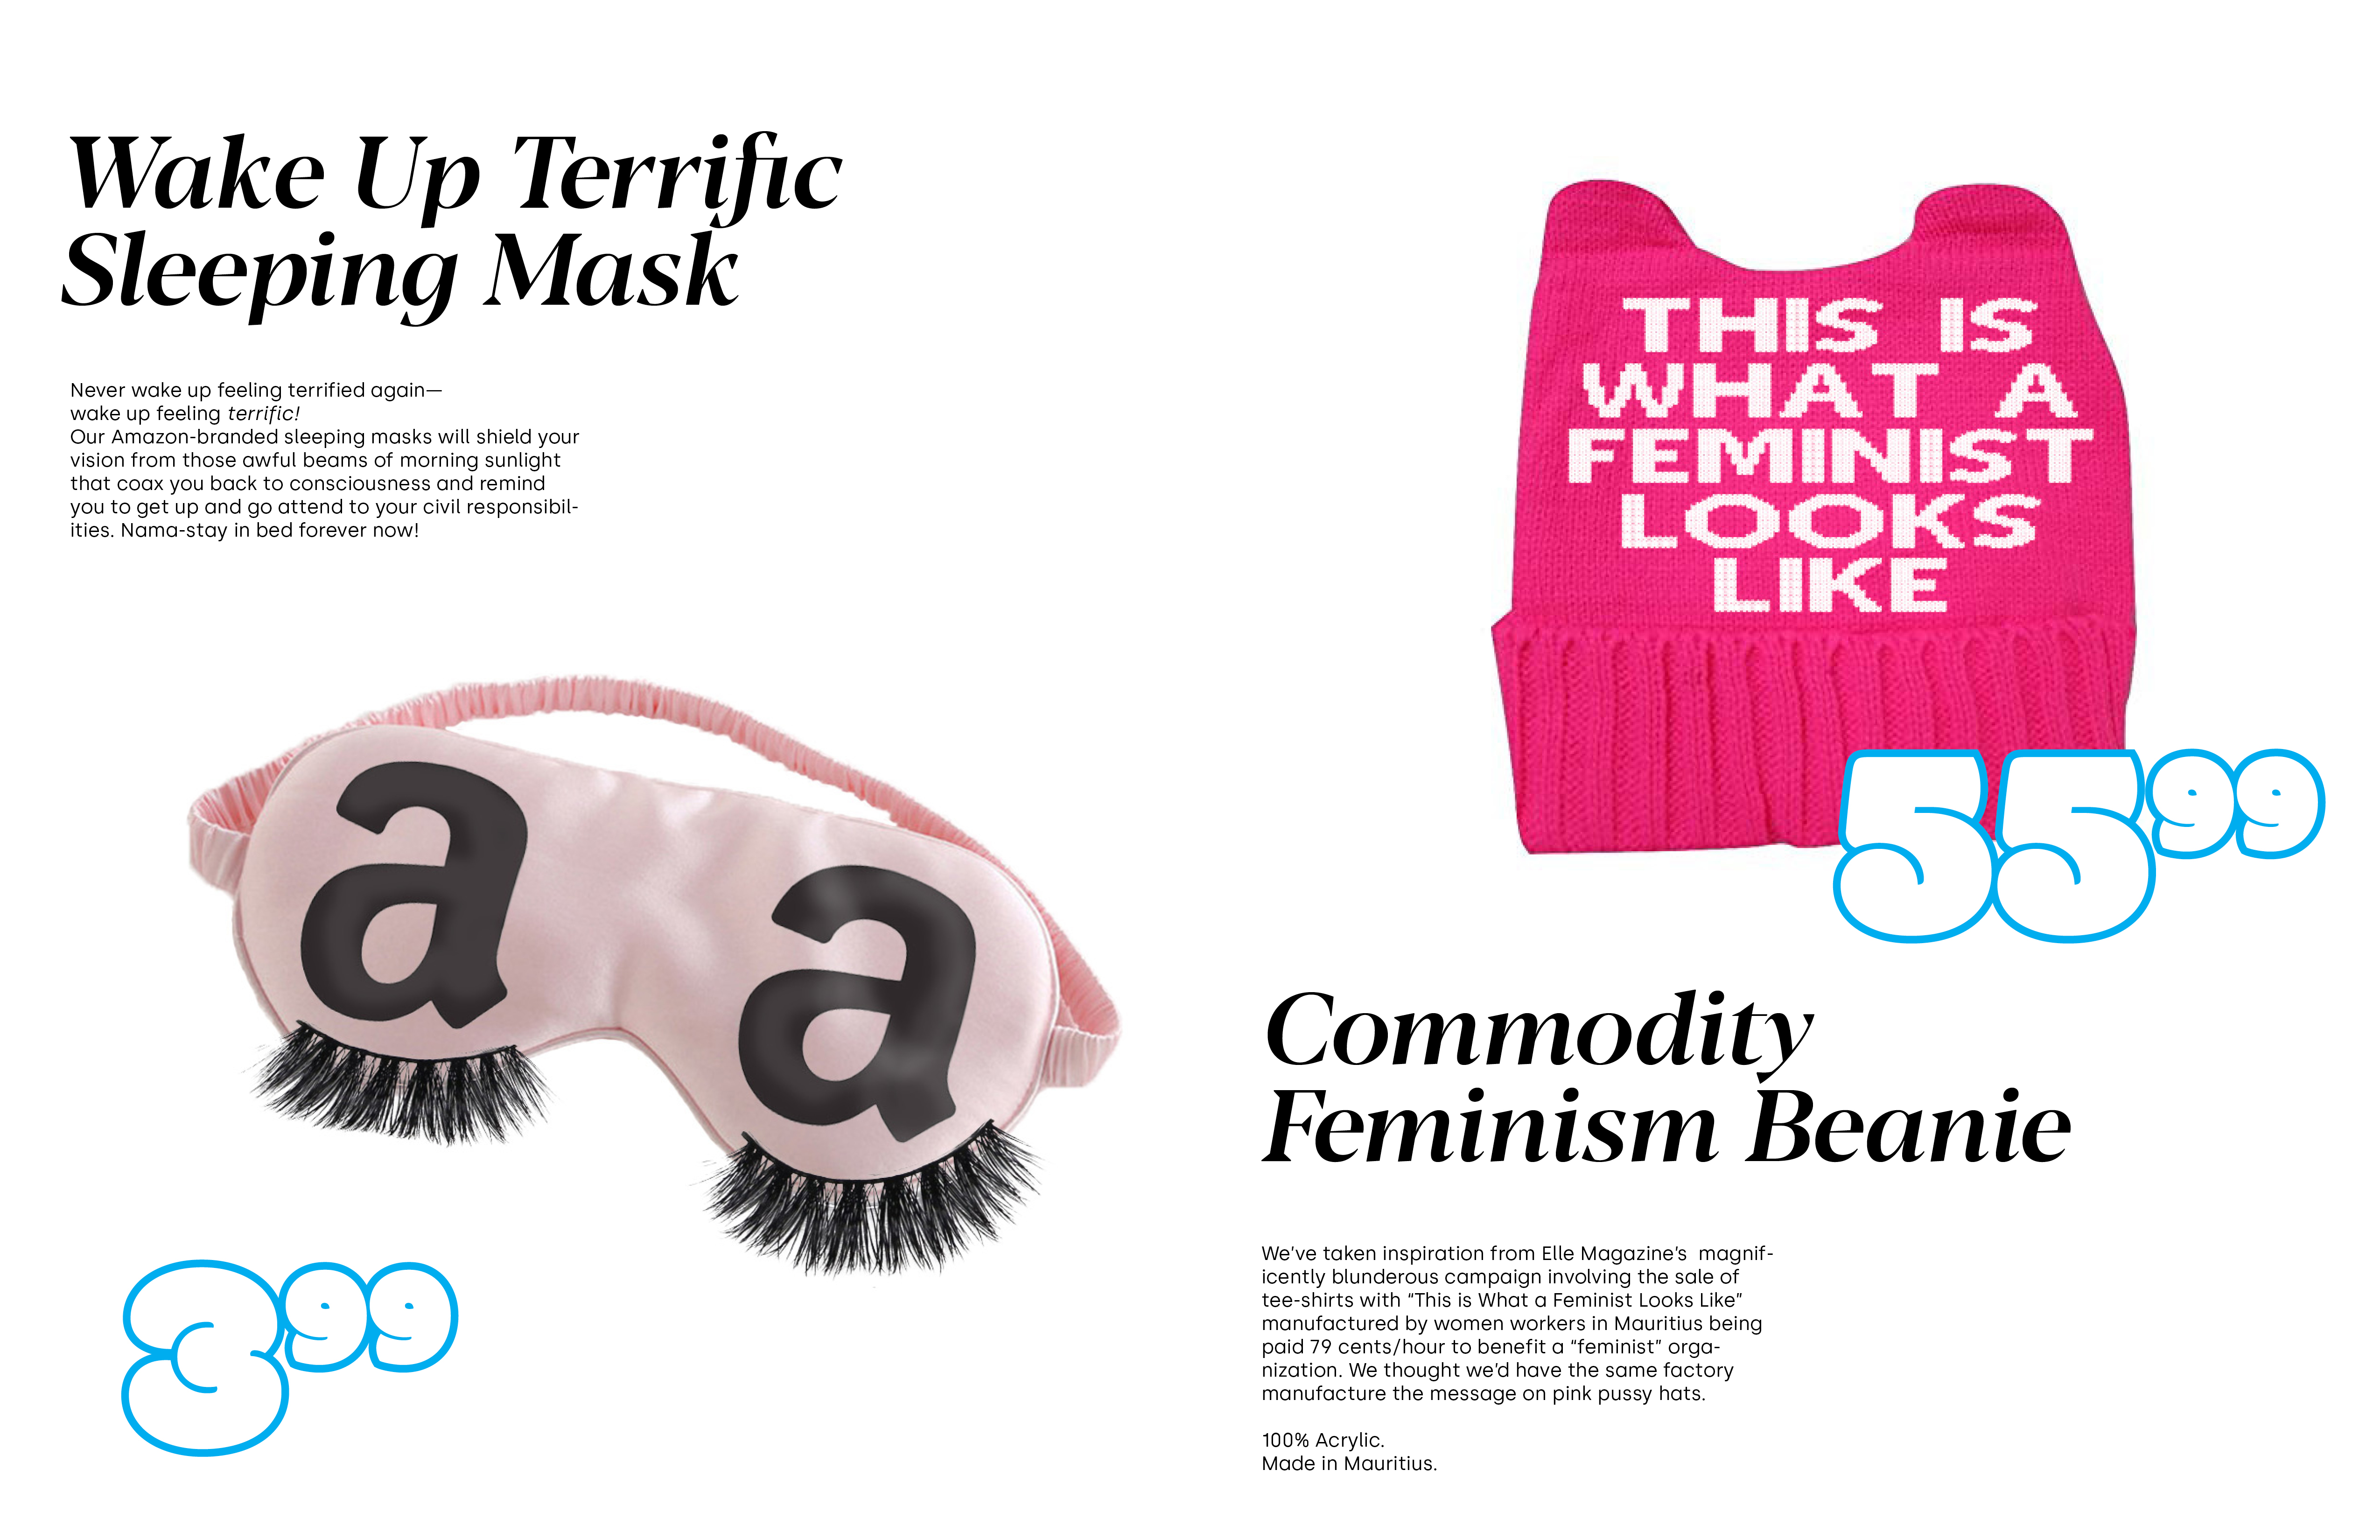 Wake Up Terrific
Sleeping Mask
Never wake up feeling terrified again—
wake up feeling terrific!
Our Amazon-branded sleeping masks will shield your
vision from those awful beams of morning sunlight
that coax you back to consciousness and remind
you to get up and go attend to your civil responsibil-
ities. Nama-stay in bed forever now!
a a
3 99
THIS IS
WHAT A
FEMINIST
LOOKS
LIKE
55 99
Commodity
Feminism Beanie
We've taken inspiration from Elle Magazine's  magnif-
icently blunderous campaign involving the sale of
tee-shirts with “This is What a Feminist Looks Like”
manufactured by women workers in Mauritius being
paid 79 cents/hour to benefit a “feminist” orga-
nization. We thought we'd have the same factory
manufacture the message on pink pussy hats.
100% Acrylic.
Made in Mauritius.